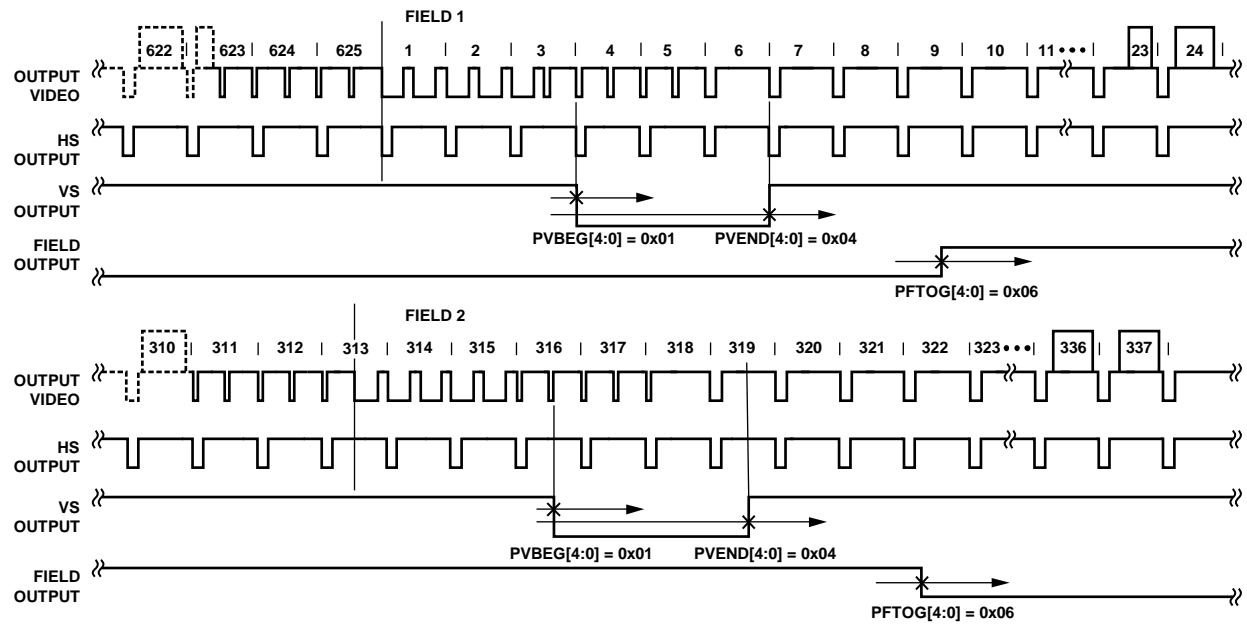 FIELD 1
622 | 623 | 624 | 625 | 1 | 2 | 3 | 4 | 5 | 6 | 7 | 8 | 9 | 10 | 11 ••• | 23 | 24 |
OUTPUT
VIDEO
HS
OUTPUT
VS
OUTPUT
PVBEG[4:0] = 0x01 PVEND[4:0] = 0x04
FIELD
OUTPUT
PFTOG[4:0] = 0x06
FIELD 2
310 | 311 | 312 | 313 | 314 | 315 | 316 | 317 | 318 | 319 | 320 | 321 | 322 | 323 ••• | 336 | 337 |
OUTPUT
VIDEO
HS
OUTPUT
VS
OUTPUT
PVBEG[4:0] = 0x01 PVEND[4:0] = 0x04
FIELD
OUTPUT
PFTOG[4:0] = 0x06